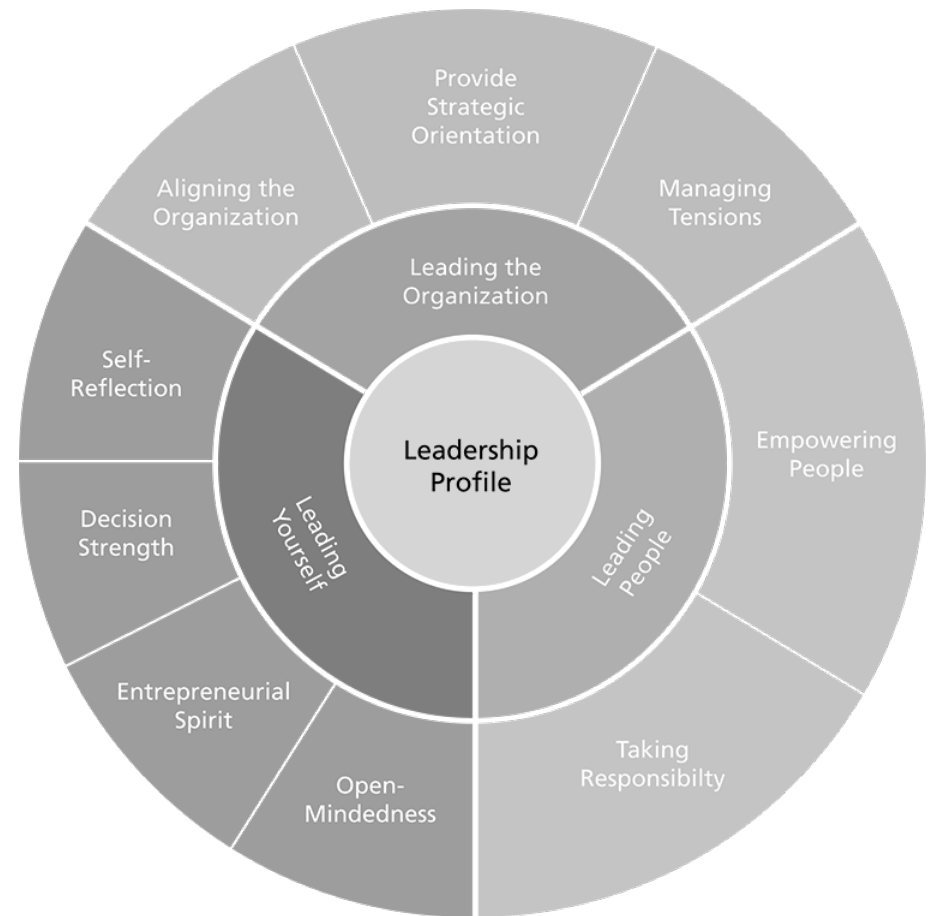 Provide
Strategic
Orientation
Aligning the
Organization
Managing
Tensions
Leading the
Organization
Self-
Reflection
Empowering
People
Leadership
Profile
Decision
Strength
Leading
Yourself
Leading
People
Entrepreneurial
Spirit
Taking
Responsibilty
Open-
Mindedness